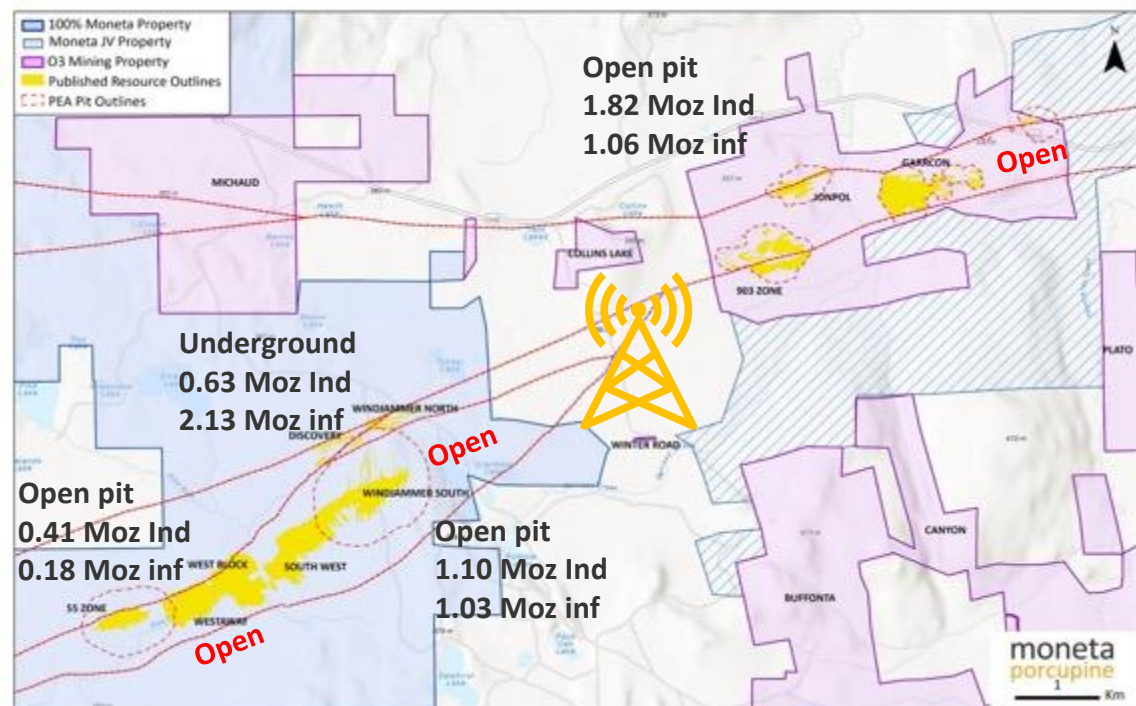 100% Moneta Property
Moneta JV Property
O3 Mining Property
Published Resource Outlines
PEA Pit Outlines
N
Open pit
1.82 Moz Ind
1.06 Moz inf
Open
GARRCON
JONPOL
MICHAUD
COLLINS LAKE
903 ZONE
PLATO
Underground
0.63 Moz Ind
2.13 Moz inf
WINDJAMMER NORTH
DISCOVERY
Open
WINTER ROAD
WINDJAMMER SOUTH
Open pit
0.41 Moz Ind
0.18 Moz inf
Open pit
1.10 Moz Ind
1.03 Moz inf
CANYON
WEST BLOCK
SOUTH WEST
BUFFONTA
55 ZONE
WESTAWAY
Open
moneta
porcupine
1
Km